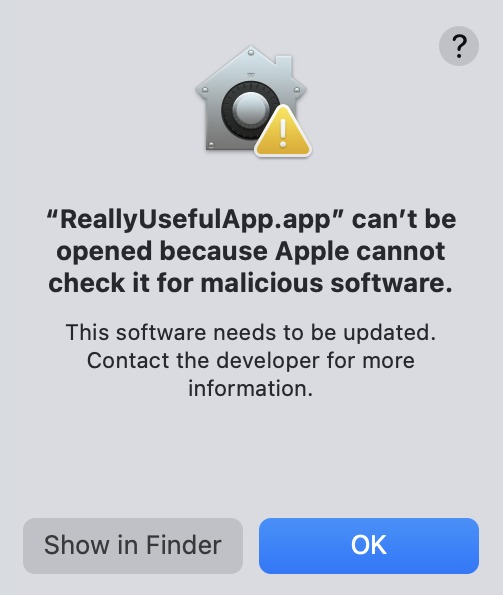 ?
“ReallyUsefulApp.app” can’t be
opened because Apple cannot
check it for malicious software.
This software needs to be updated.
Contact the developer for more
information.
Show in Finder
OK